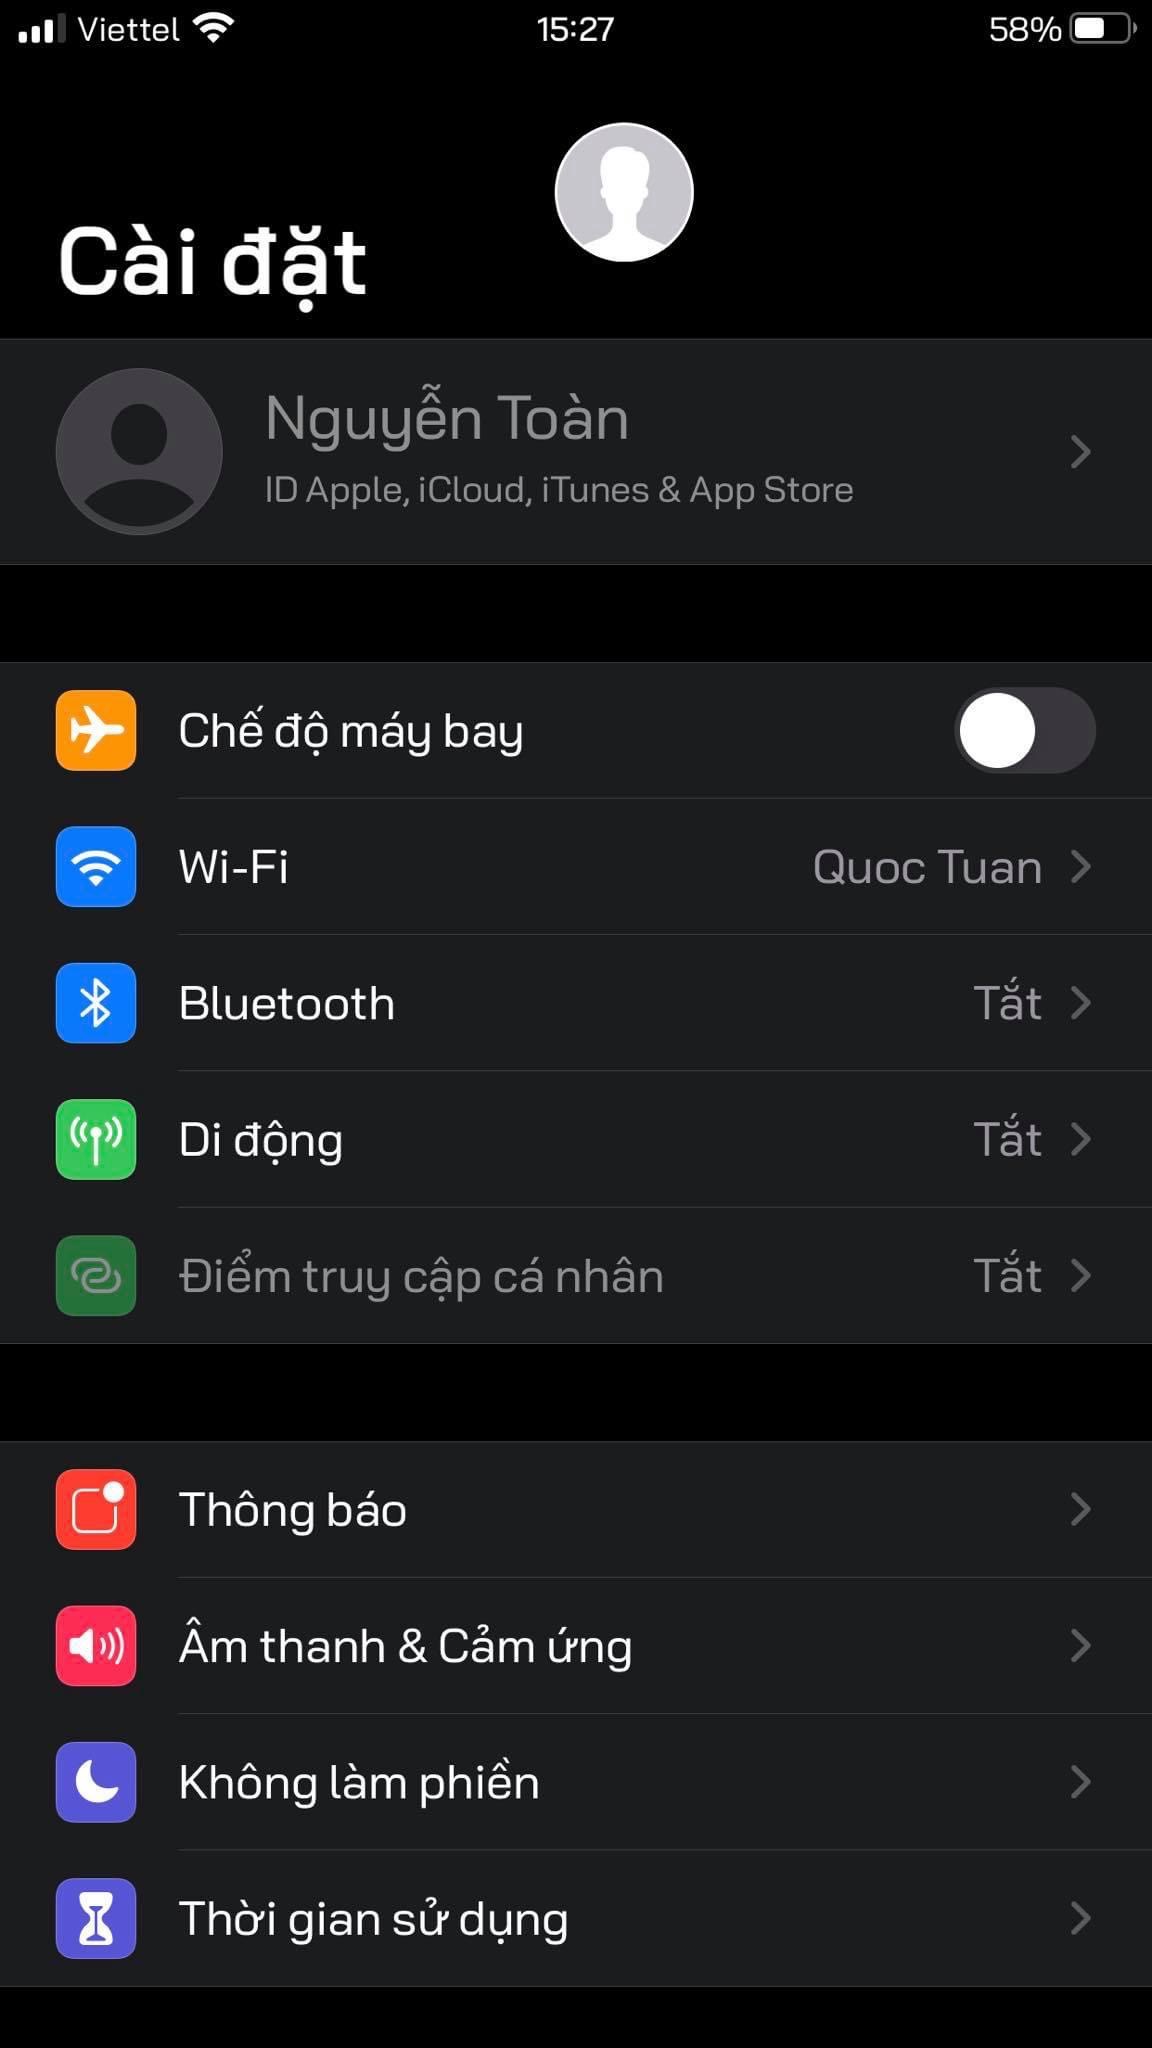 Viettel 15:27 58%
Cài đặt
Nguyễn Toàn
ID Apple, iCloud, iTunes & App Store
Chế độ máy bay
Wi-Fi Quoc Tuan
Bluetooth Tắt
Di động Tắt
Điểm truy cập cá nhân Tắt
Thông báo
Âm thanh & Cảm ứng
Không làm phiền
Thời gian sử dụng